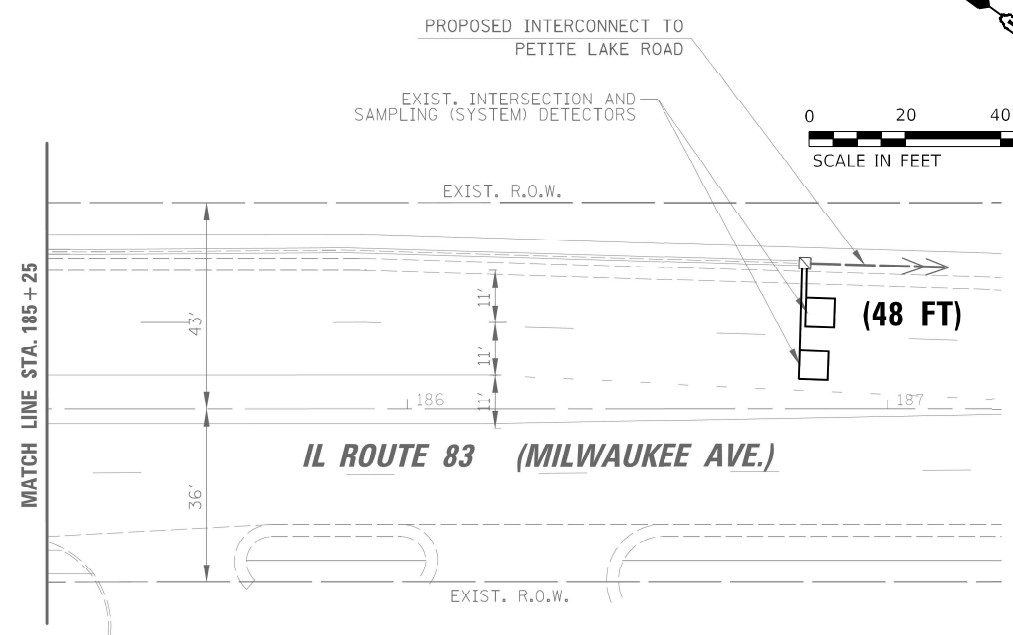 PROPOSED INTERCONNECT TO
PETITE LAKE ROAD
EXIST. INTERSECTION AND
SAMPLING (SYSTEM) DETECTORS
0 20 40
SCALE IN FEET
EXIST. R.O.W.
MATCH LINE STA. 185+25
43'
11'
11'
11'
(48 FT)
186
187
IL ROUTE 83 (MILWAUKEE AVE.)
36'
EXIST. R.O.W.